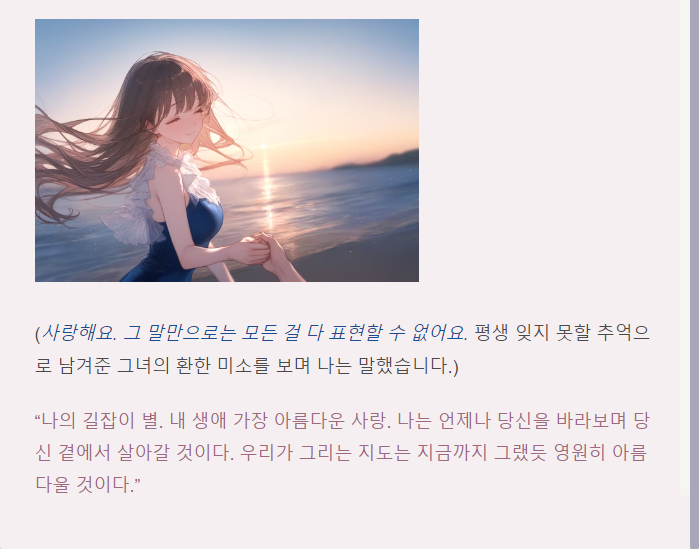 (사랑해요. 그 말만으로는 모든 걸 다 표현할 수 없어요. 평생 잊지 못할 추억으
로 남겨준 그녀의 환한 미소를 보며 나는 말했습니다.)
“나의 길잡이 별. 내 생애 가장 아름다운 사랑. 나는 언제나 당신을 바라보며 당
신 곁에서 살아갈 것이다. 우리가 그리는 지도는 지금까지 그랬듯 영원히 아름
다울 것이다.”